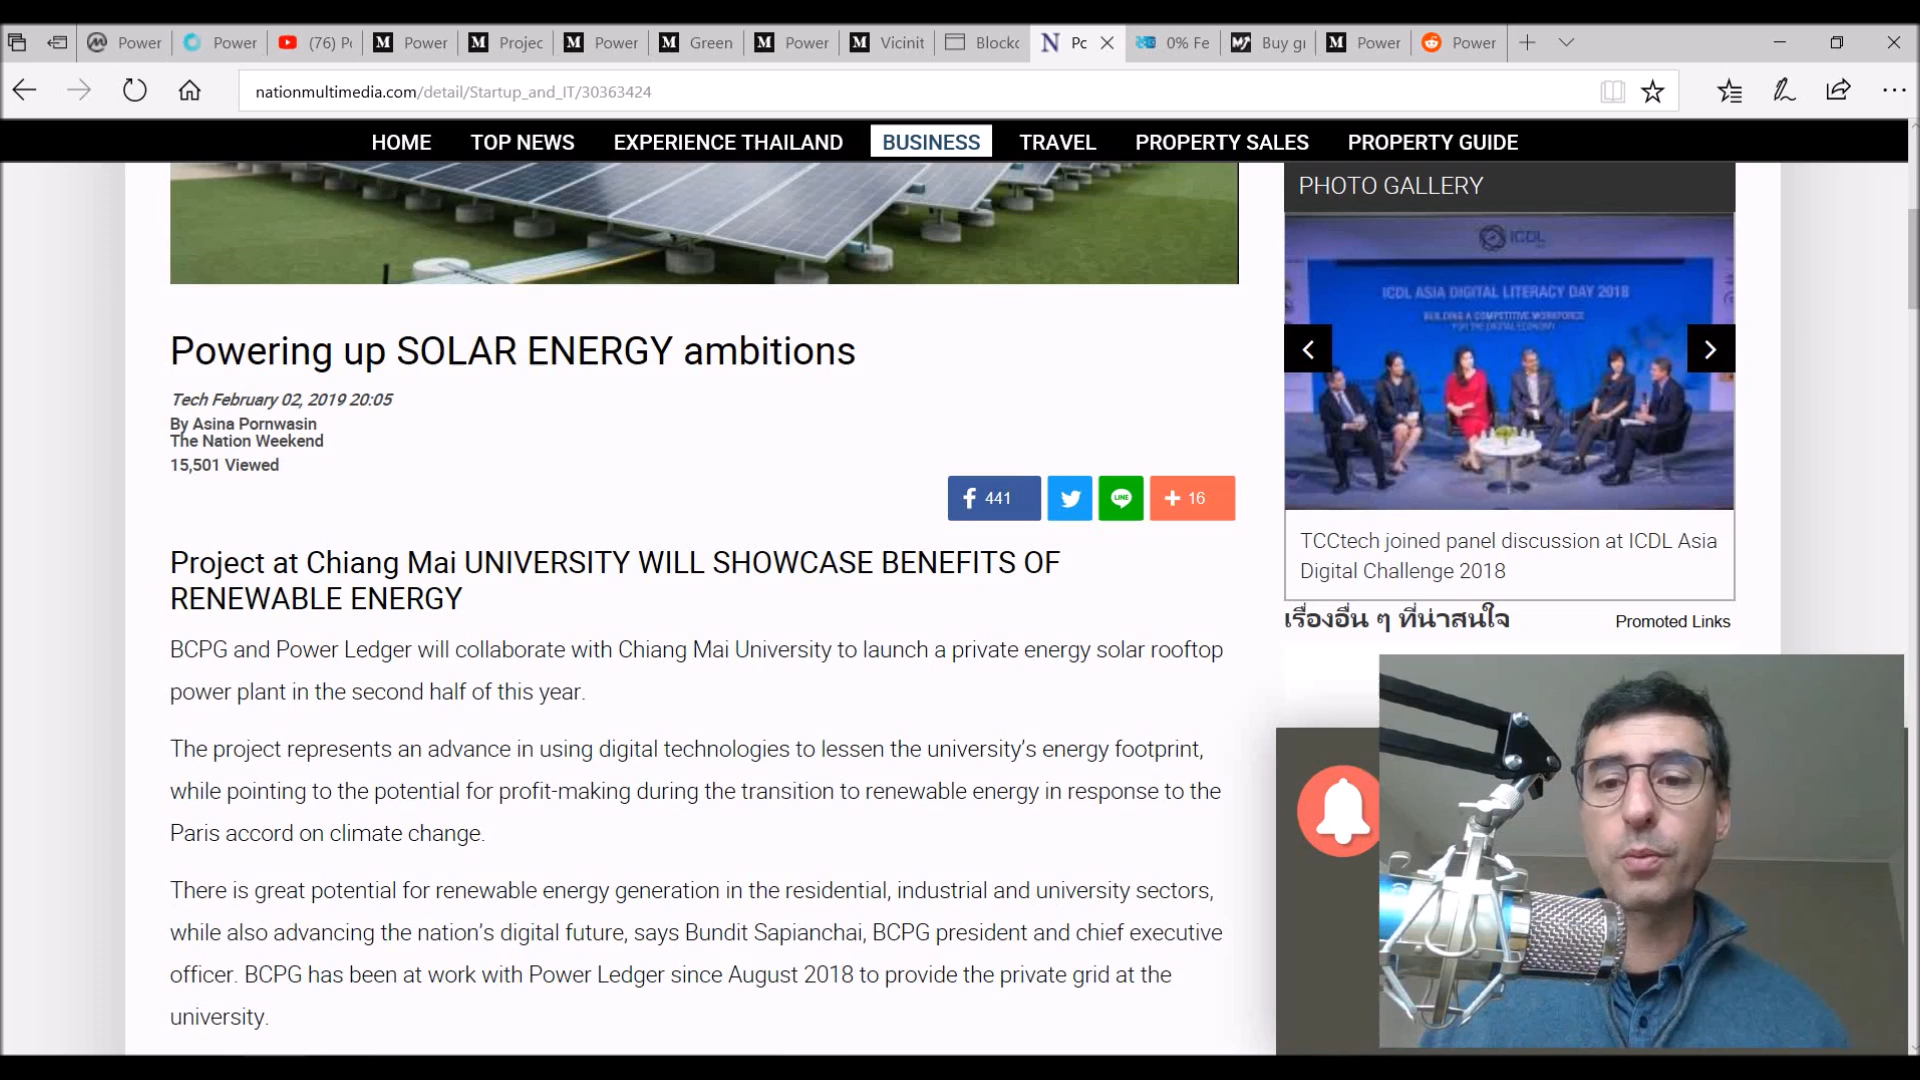 Power
Power
(76) P
Power
Projec
Power
Green
Power
Vicinit
Blockc
Pc
0% Fe
Buy gi
Power
Power
nationmultimedia.com/detail/Startup_and_IT/30363424
HOME TOP NEWS EXPERIENCE THAILAND BUSINESS TRAVEL PROPERTY SALES PROPERTY GUIDE
PHOTO GALLERY
ICDL
ICDL ASIA DIGITAL LITERACY DAY 2018
BUILDING A COMPETITIVE WORKFORCE
FOR THE DIGITAL ECONOMY
Powering up SOLAR ENERGY ambitions
Tech February 02, 2019 20:05
By Asina Pornwasin
The Nation Weekend
15,501 Viewed
441
LINE
16
TCCtech joined panel discussion at ICDL Asia
Digital Challenge 2018
เรื่องอื่น ๆ ที่น่าสนใจ
Promoted Links
Project at Chiang Mai UNIVERSITY WILL SHOWCASE BENEFITS OF
RENEWABLE ENERGY
BCPG and Power Ledger will collaborate with Chiang Mai University to launch a private energy solar rooftop
power plant in the second half of this year.
The project represents an advance in using digital technologies to lessen the university's energy footprint,
while pointing to the potential for profit-making during the transition to renewable energy in response to the
Paris accord on climate change.
There is great potential for renewable energy generation in the residential, industrial and university sectors,
while also advancing the nation's digital future, says Bundit Sapianchai, BCPG president and chief executive
officer. BCPG has been at work with Power Ledger since August 2018 to provide the private grid at the
university.